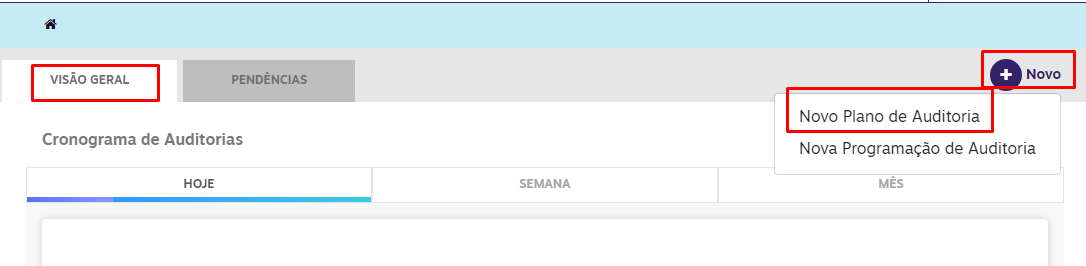 VISÃO GERAL
PENDÊNCIAS
Novo
Novo Plano de Auditoria
Nova Programação de Auditoria
Cronograma de Auditorias
HOJE
SEMANA
MÊS